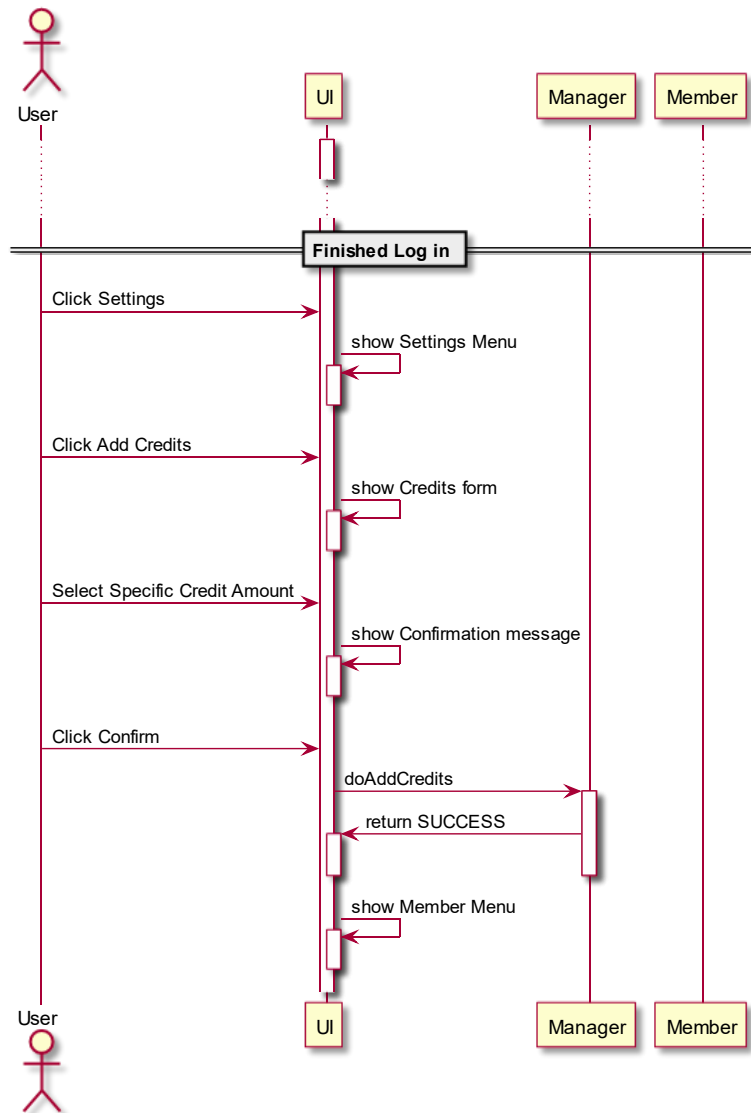 User
UI
Manager
Member
Finished Log in
Click Settings
show Settings Menu
Click Add Credits
show Credits form
Select Specific Credit Amount
show Confirmation message
Click Confirm
doAddCredits
return SUCCESS
show Member Menu
User
UI
Manager
Member